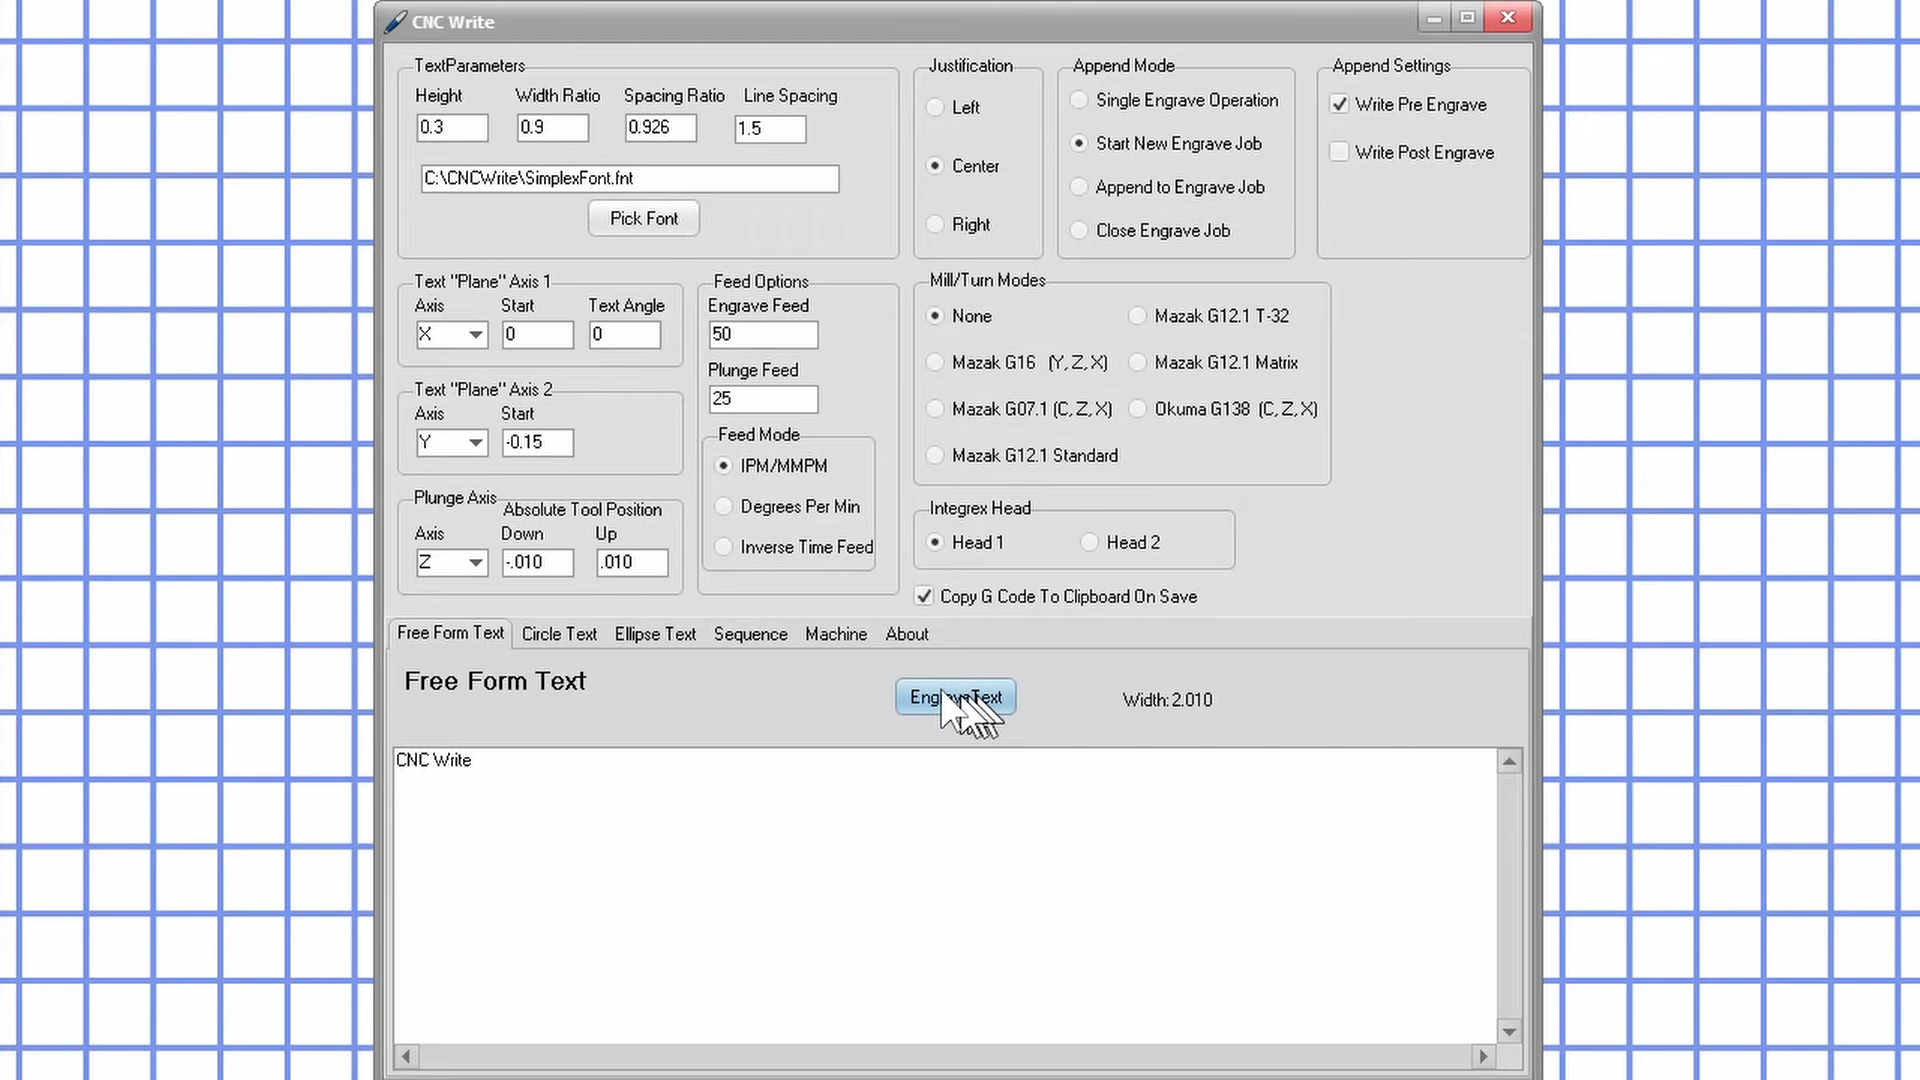 CNC Write
TextParameters
Height Width Ratio Spacing Ratio Line Spacing
0.3 0.9 0.926 1.5
C:\CNCWrite\SimplexFont.fnt
Pick Font
Justification
Left
Center
Right
Append Mode
Single Engrave Operation
Start New Engrave Job
Append to Engrave Job
Close Engrave Job
Append Settings
Write Pre Engrave
Write Post Engrave
Text "Plane" Axis 1
Axis Start Text Angle
X 0 0
Text "Plane" Axis 2
Axis Start
Y -0.15
Plunge Axis
Absolute Tool Position
Axis Down Up
Z -.010 .010
Feed Options
Engrave Feed
50
Plunge Feed
25
Feed Mode
IPM/MMPM
Degrees Per Min
Inverse Time Feed
Mill/Turn Modes
None Mazak G12.1 T-32
Mazak G16 (Y, Z, X) Mazak G12.1 Matrix
Mazak G07.1 (C, Z, X) Okuma G138 (C, Z, X)
Mazak G12.1 Standard
Integrex Head
Head 1 Head 2
Copy G Code To Clipboard On Save
Free Form Text Circle Text Ellipse Text Sequence Machine About
Free Form Text
Engrave Text
Width: 2.010
CNC Write